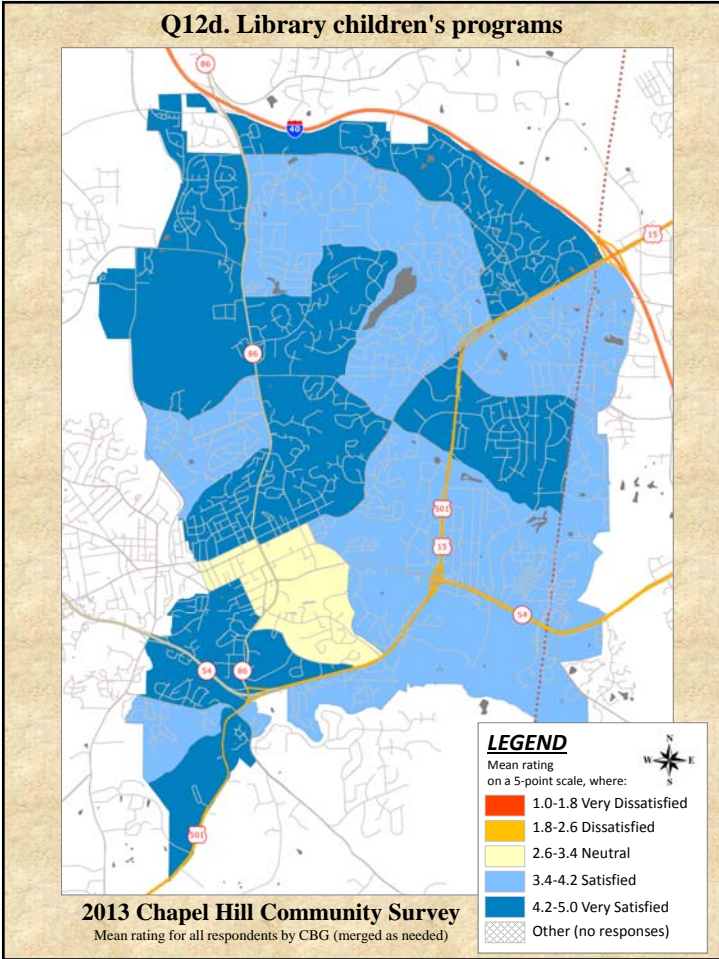 Q12d. Library children's programs
86
40
15
86
501
15
54
54
86
501
LEGEND
Mean rating
on a 5-point scale, where:
N
W E
S
1.0-1.8 Very Dissatisfied
1.8-2.6 Dissatisfied
2.6-3.4 Neutral
3.4-4.2 Satisfied
4.2-5.0 Very Satisfied
Other (no responses)
2013 Chapel Hill Community Survey
Mean rating for all respondents by CBG (merged as needed)